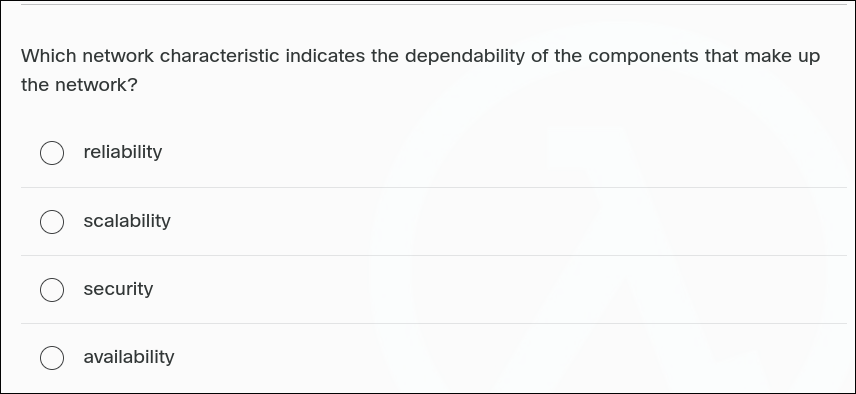 Which network characteristic indicates the dependability of the components that make up
the network?
reliability
scalability
security
availability